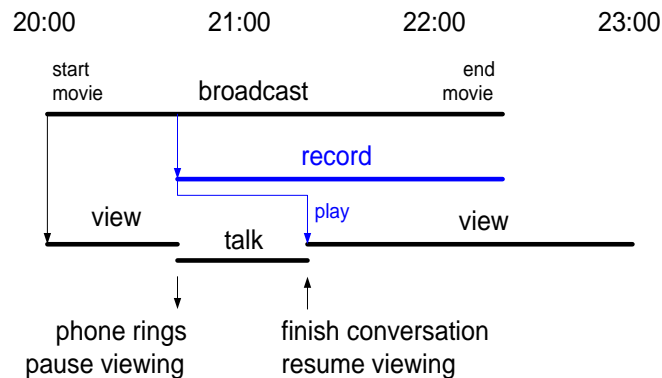 20:00 21:00 22:00 23:00
start
movie
broadcast
end
movie
record
play
view
talk
view
phone rings
pause viewing
finish conversation
resume viewing